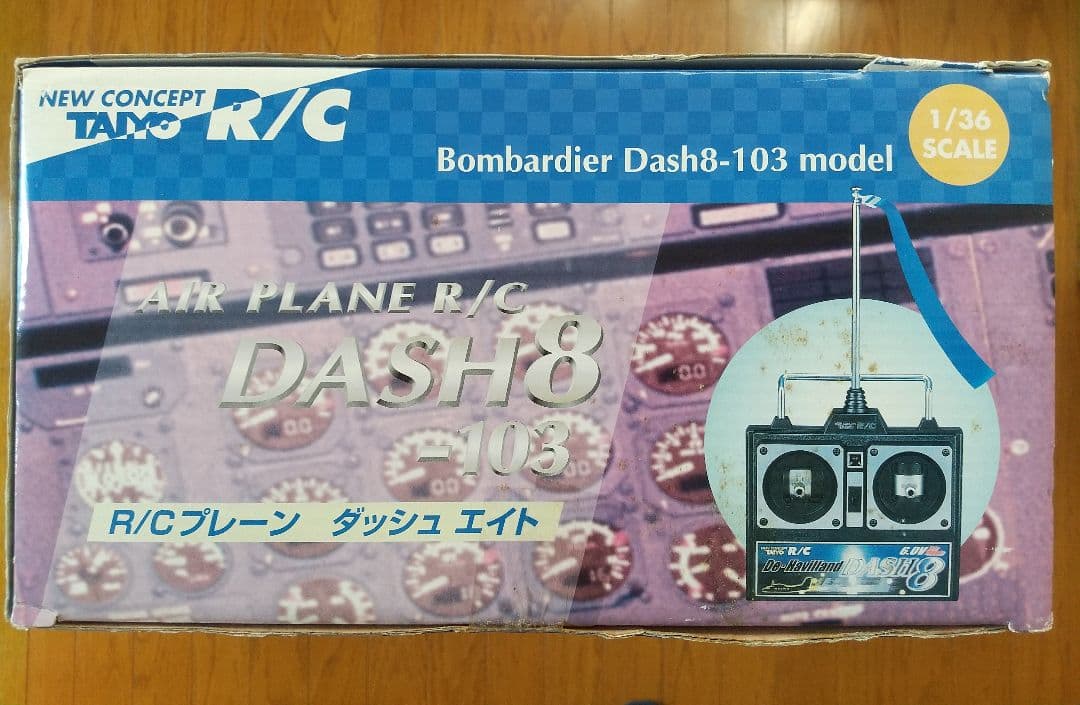 NEW CONCEPT
TAIYO R/C
Bombardier Dash8-103 model
1/36
SCALE
AIR PLANE R/C
DASH8
-103
R/Cプレーン ダッシュ エイト
R/C
TAIYO R/C
6.0V
De-Havilland DASH8